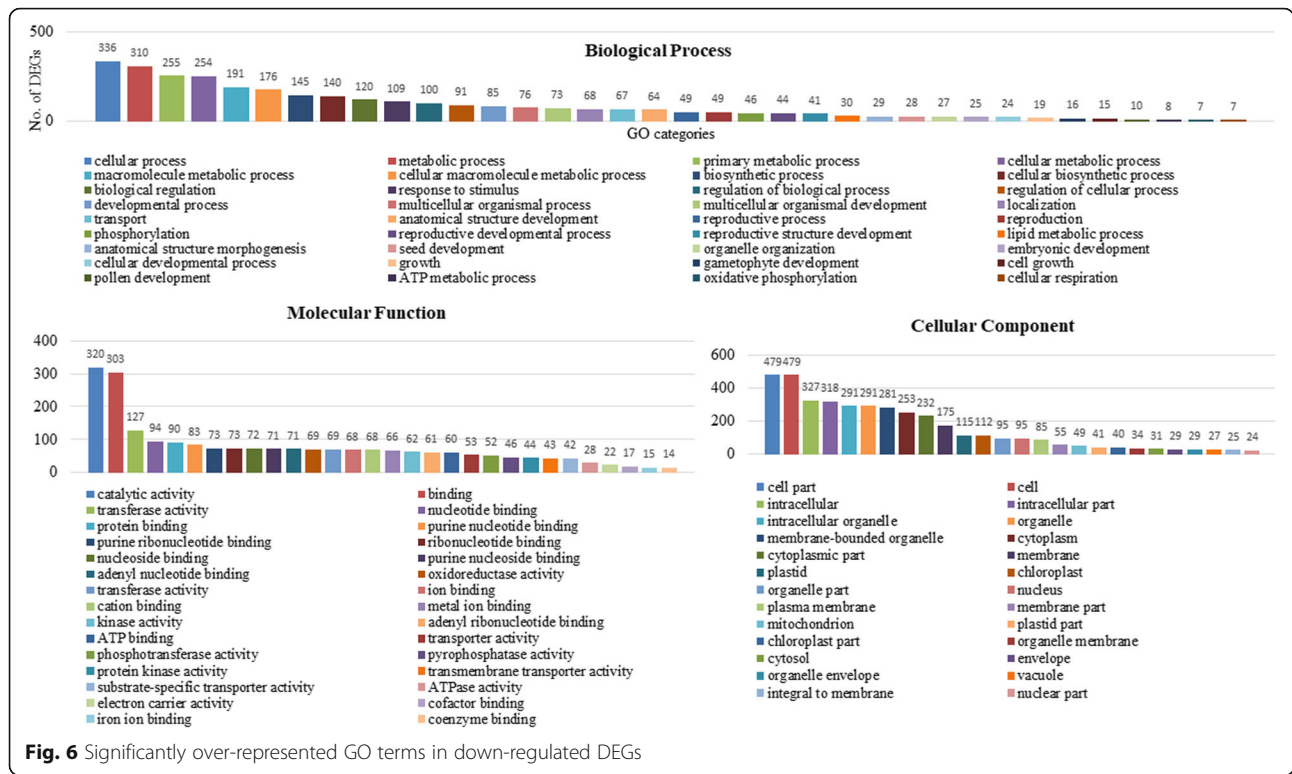 Biological Process
500
0
No. of DEGs
336 310 255 254 191 176 145 140 120 109 100 91 85 76 73 68 67 64 49 49 46 44 41 30 29 28 27 25 24 19 16 15 10 8 7 7
GO categories
cellular process metabolic process primary metabolic process cellular metabolic process
macromolecule metabolic process cellular macromolecule metabolic process biosynthetic process cellular biosynthetic process
biological regulation response to stimulus regulation of biological process regulation of cellular process
developmental process multicellular organismal process multicellular organismal development localization
transport anatomical structure development reproductive process reproduction
phosphorylation reproductive developmental process reproductive structure development lipid metabolic process
anatomical structure morphogenesis seed development organelle organization embryonic development
cellular developmental process growth gametophyte development cell growth
pollen development ATP metabolic process oxidative phosphorylation cellular respiration
Molecular Function
400
300
200
100
0
320 303 127 94 90 83 73 73 72 71 71 69 69 68 68 66 62 61 60 53 52 46 44 43 42 28 22 17 15 14
catalytic activity binding
transferase activity nucleotide binding
protein binding purine nucleotide binding
purine ribonucleotide binding ribonucleotide binding
nucleoside binding purine nucleoside binding
adenyl nucleotide binding oxidoreductase activity
transferase activity ion binding
cation binding metal ion binding
kinase activity adenyl ribonucleotide binding
ATP binding transporter activity
phosphotransferase activity pyrophosphatase activity
protein kinase activity transmembrane transporter activity
substrate-specific transporter activity ATPase activity
electron carrier activity cofactor binding
iron ion binding coenzyme binding
Cellular Component
600
400
200
0
479 479 327 318 291 291 281 253 232 175 115 112 95 95 85 55 49 41 40 34 31 29 29 27 25 24
cell part cell
intracellular intracellular part
intracellular organelle organelle
membrane-bounded organelle cytoplasm
cytoplasmic part membrane
plastid chloroplast
organelle part nucleus
plasma membrane membrane part
mitochondrion plastid part
chloroplast part organelle membrane
cytosol envelope
organelle envelope vacuole
integral to membrane nuclear part
Fig. 6 Significantly over-represented GO terms in down-regulated DEGs